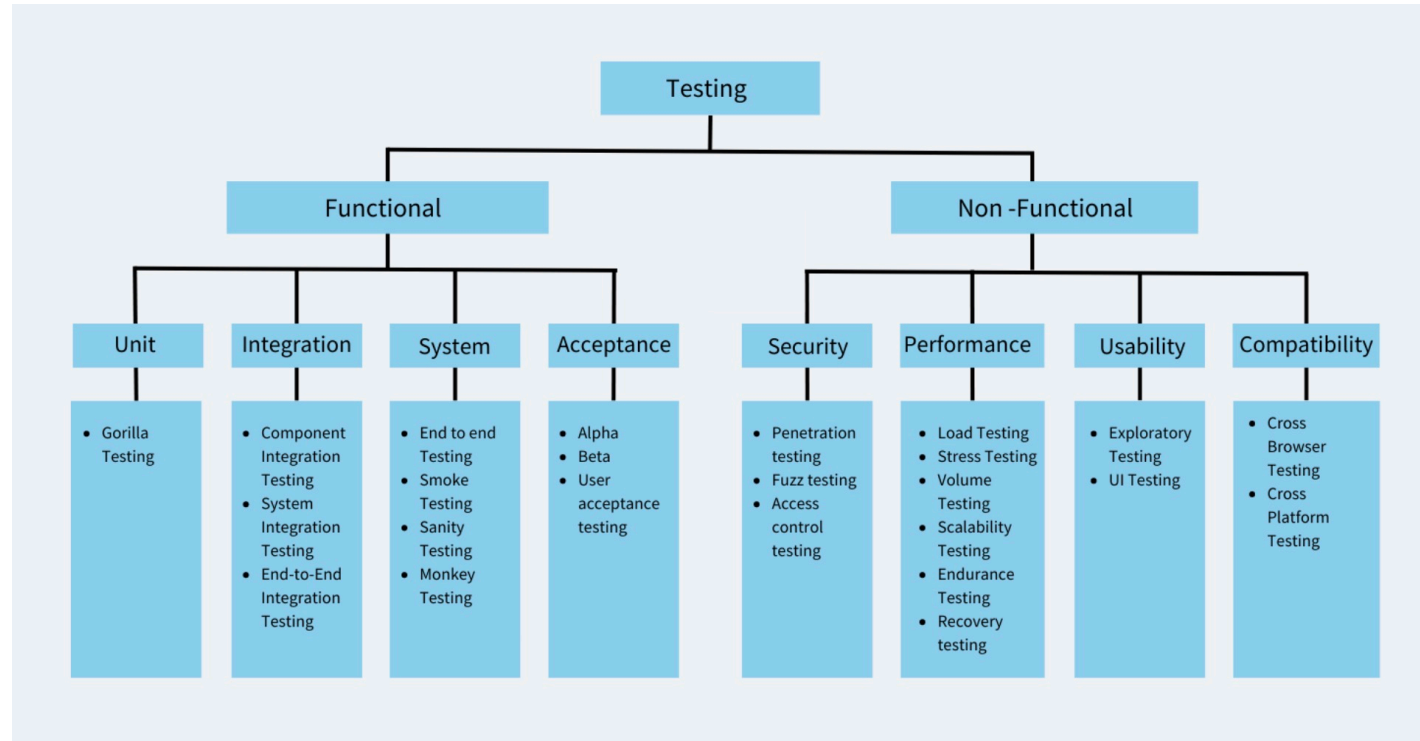 Testing
Functional
Non -Functional
Unit
Integration
System
Acceptance
Security
Performance
Usability
Compatibility
• Gorilla
Testing
• Component
Integration
Testing
• System
Integration
Testing
• End-to-End
Integration
Testing
• End to end
Testing
• Smoke
Testing
• Sanity
Testing
• Monkey
Testing
• Alpha
• Beta
• User
acceptance
testing
• Penetration
testing
• Fuzz testing
• Access
control
testing
• Load Testing
• Stress Testing
• Volume
Testing
• Scalability
Testing
• Endurance
Testing
• Recovery
testing
• Exploratory
Testing
• UI Testing
• Cross
Browser
Testing
• Cross
Platform
Testing